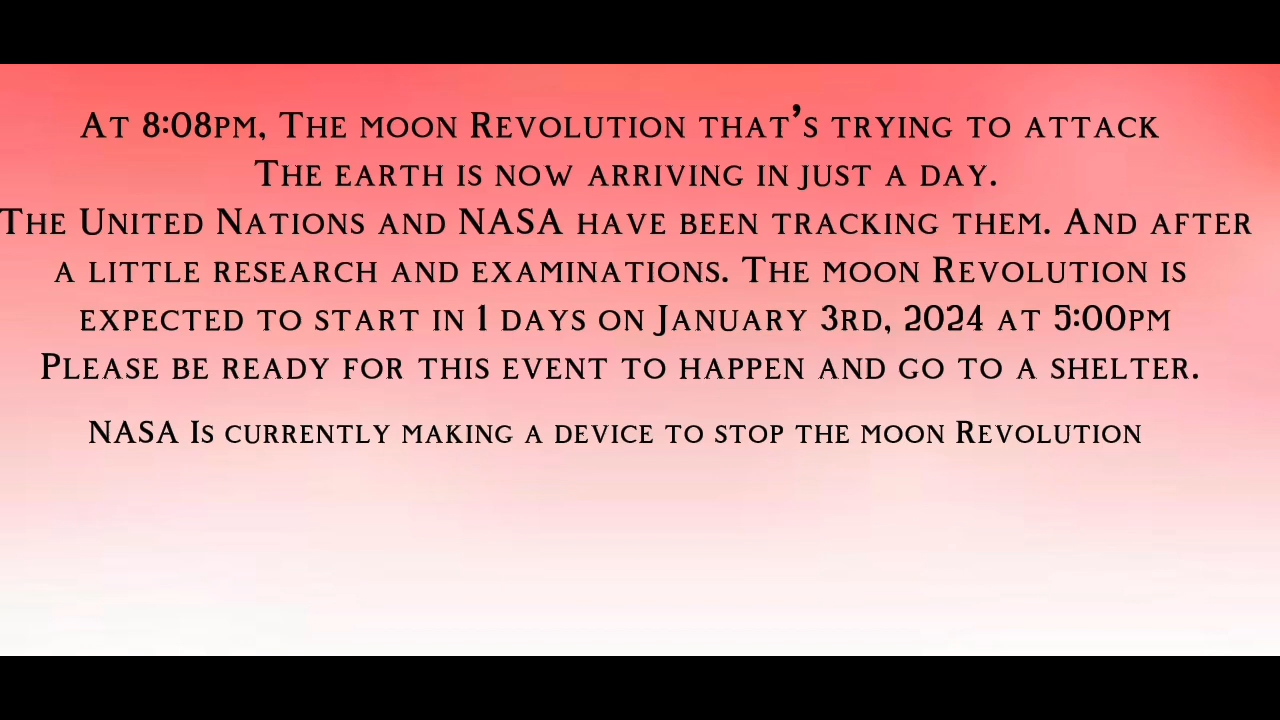 At 8:08pm, The moon Revolution that's trying to attack
The earth is now arriving in just a day.
The United Nations and NASA have been tracking them. And after
a little research and examinations. The moon Revolution is
expected to start in 1 days on January 3rd, 2024 at 5:00pm
Please be ready for this event to happen and go to a shelter.
NASA Is currently making a device to stop the moon Revolution